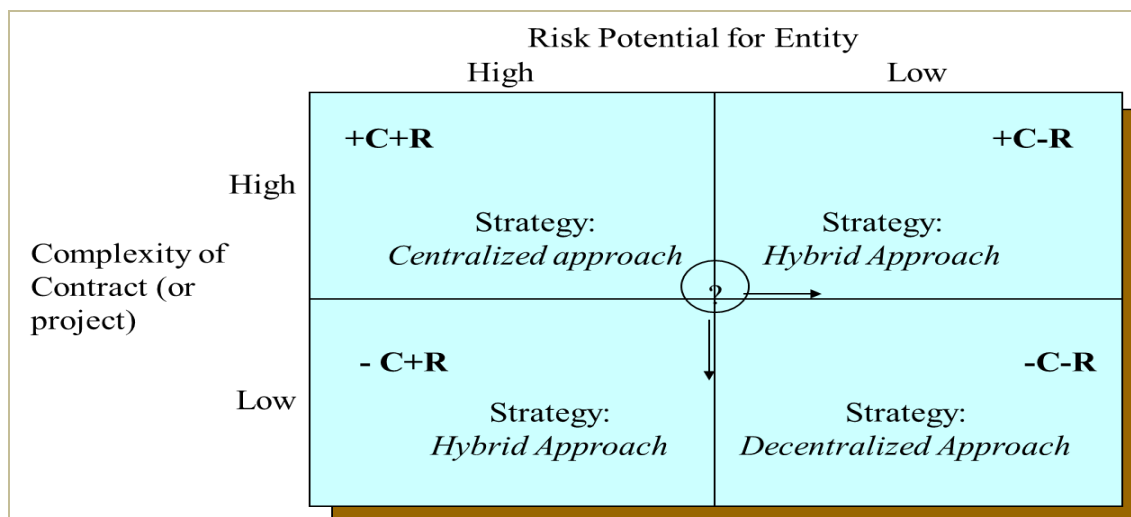 Risk Potential for Entity
High Low
+C+R +C-R
High
Strategy: Strategy:
Centralized approach Hybrid Approach
Complexity of
Contract (or
project)
?
- C+R -C-R
Low
Strategy: Strategy:
Hybrid Approach Decentralized Approach